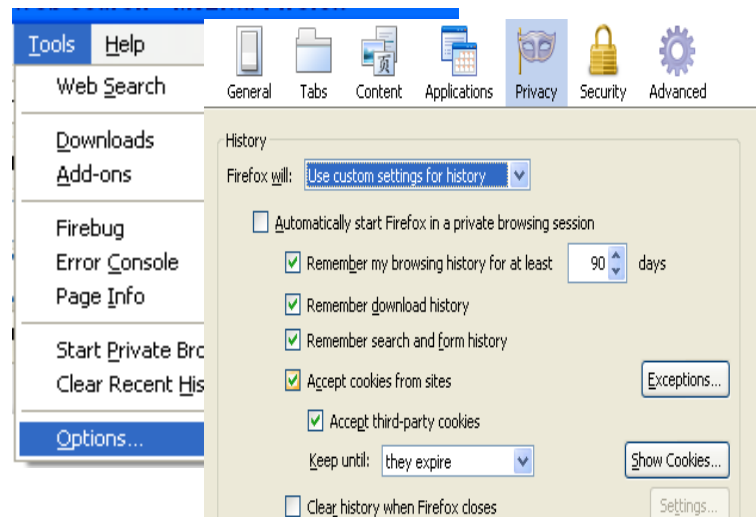 Tools Help
Web Search
Downloads
Add-ons
Firebug
Error Console
Page Info
Start Private Bro
Clear Recent His
Options...
页
General Tabs Content Applications Privacy Security Advanced
History
Firefox will: Use custom settings for history
Automatically start Firefox in a private browsing session
Remember my browsing history for at least 90 days
Remember download history
Remember search and form history
Accept cookies from sites Exceptions...
Accept third-party cookies
Keep until: they expire Show Cookies...
Clear history when Firefox closes Settings...